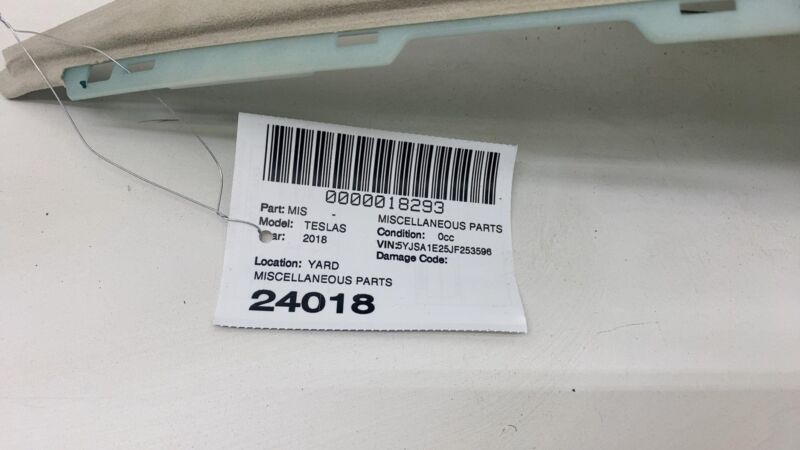 0000018293
Part: MIS MISCELLANEOUS PARTS
Model: TESLAS Condition: 0cc
ar: 2018 VIN:5YJSA1E25JF253596
Damage Code:
Location: YARD
MISCELLANEOUS PARTS
24018